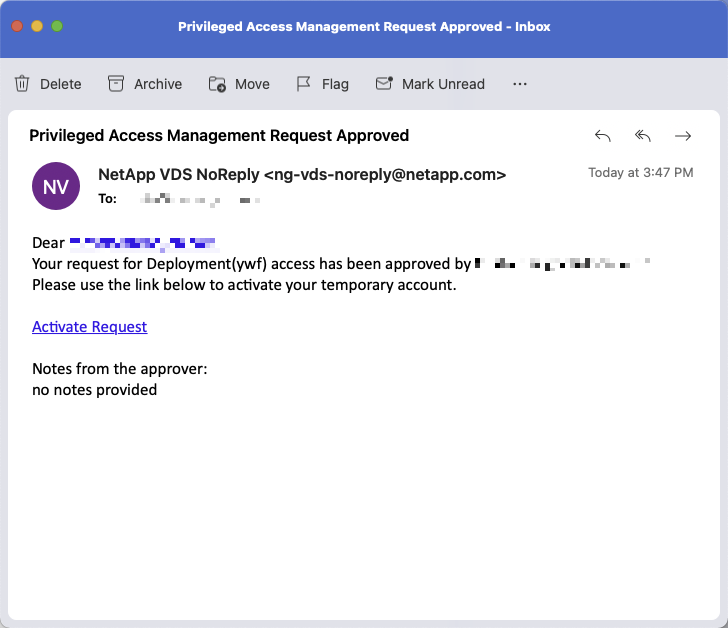 Privileged Access Management Request Approved - Inbox
Delete Archive Move Flag Mark Unread ...
Privileged Access Management Request Approved
NV
NetApp VDS NoReply <ng-vds-noreply@netapp.com>
Today at 3:47 PM
To:
Dear
Your request for Deployment(ywf) access has been approved by
Please use the link below to activate your temporary account.
Activate Request
Notes from the approver:
no notes provided